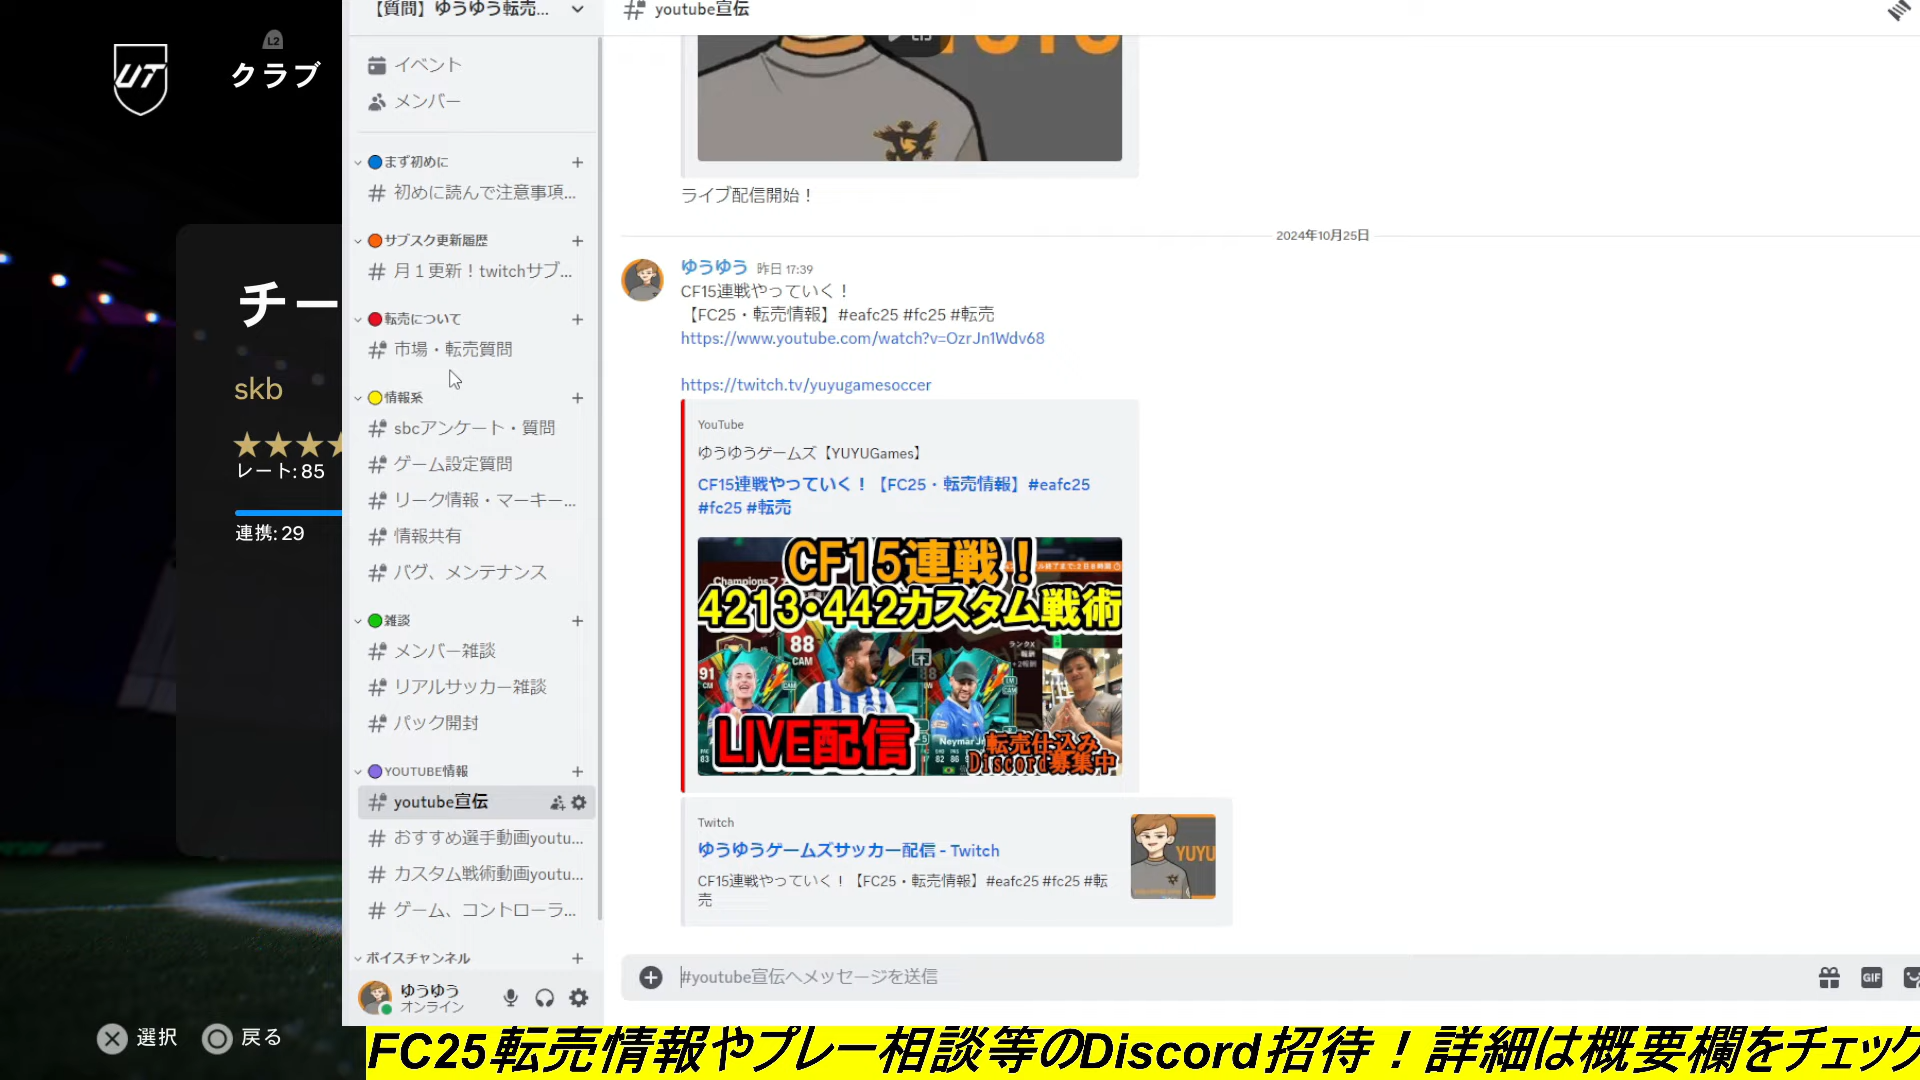 L2
UT
クラブ
チー
skb
レート: 85
連携: 29
選択
戻る
【質問】ゆうゆう転売...
イベント
メンバー
まず初めに
初めに読んで注意事項...
サブスク更新履歴
月1更新！twitchサブ...
転売について
市場・転売質問
情報系
sbcアンケート・質問
ゲーム設定質問
リーク情報・マーキー...
情報共有
バグ、メンテナンス
雑談
メンバー雑談
リアルサッカー雑談
パック開封
YOUTUBE情報
youtube宣伝
おすすめ選手動画youtu...
カスタム戦術動画youtu...
ゲーム、コントローラ...
ボイスチャンネル
ゆうゆう
オンライン
youtube宣伝
ライブ配信開始！
2024年10月25日
ゆうゆう 昨日 17:39
CF15連戦やっていく！
【FC25・転売情報】#eafc25 #fc25 #転売
https://www.youtube.com/watch?v=OzrJn1Wdv68
https://twitch.tv/yuyugamesoccer
YouTube
ゆうゆうゲームズ【YUYUGames】
CF15連戦やっていく！【FC25・転売情報】#eafc25
#fc25 #転売
CF15連戦！
4213・442カスタム戦術
91
CM
88
CAM
Neymar Jr
LIVE配信
転売仕込み
Discord募集中
Twitch
ゆうゆうゲームズサッカー配信 - Twitch
CF15連戦やっていく！【FC25・転売情報】#eafc25 #fc25 #転
売
YUYU
#youtube宣伝へメッセージを送信
GIF
FC25転売情報やプレー相談等のDiscord招待！詳細は概要欄をチェック